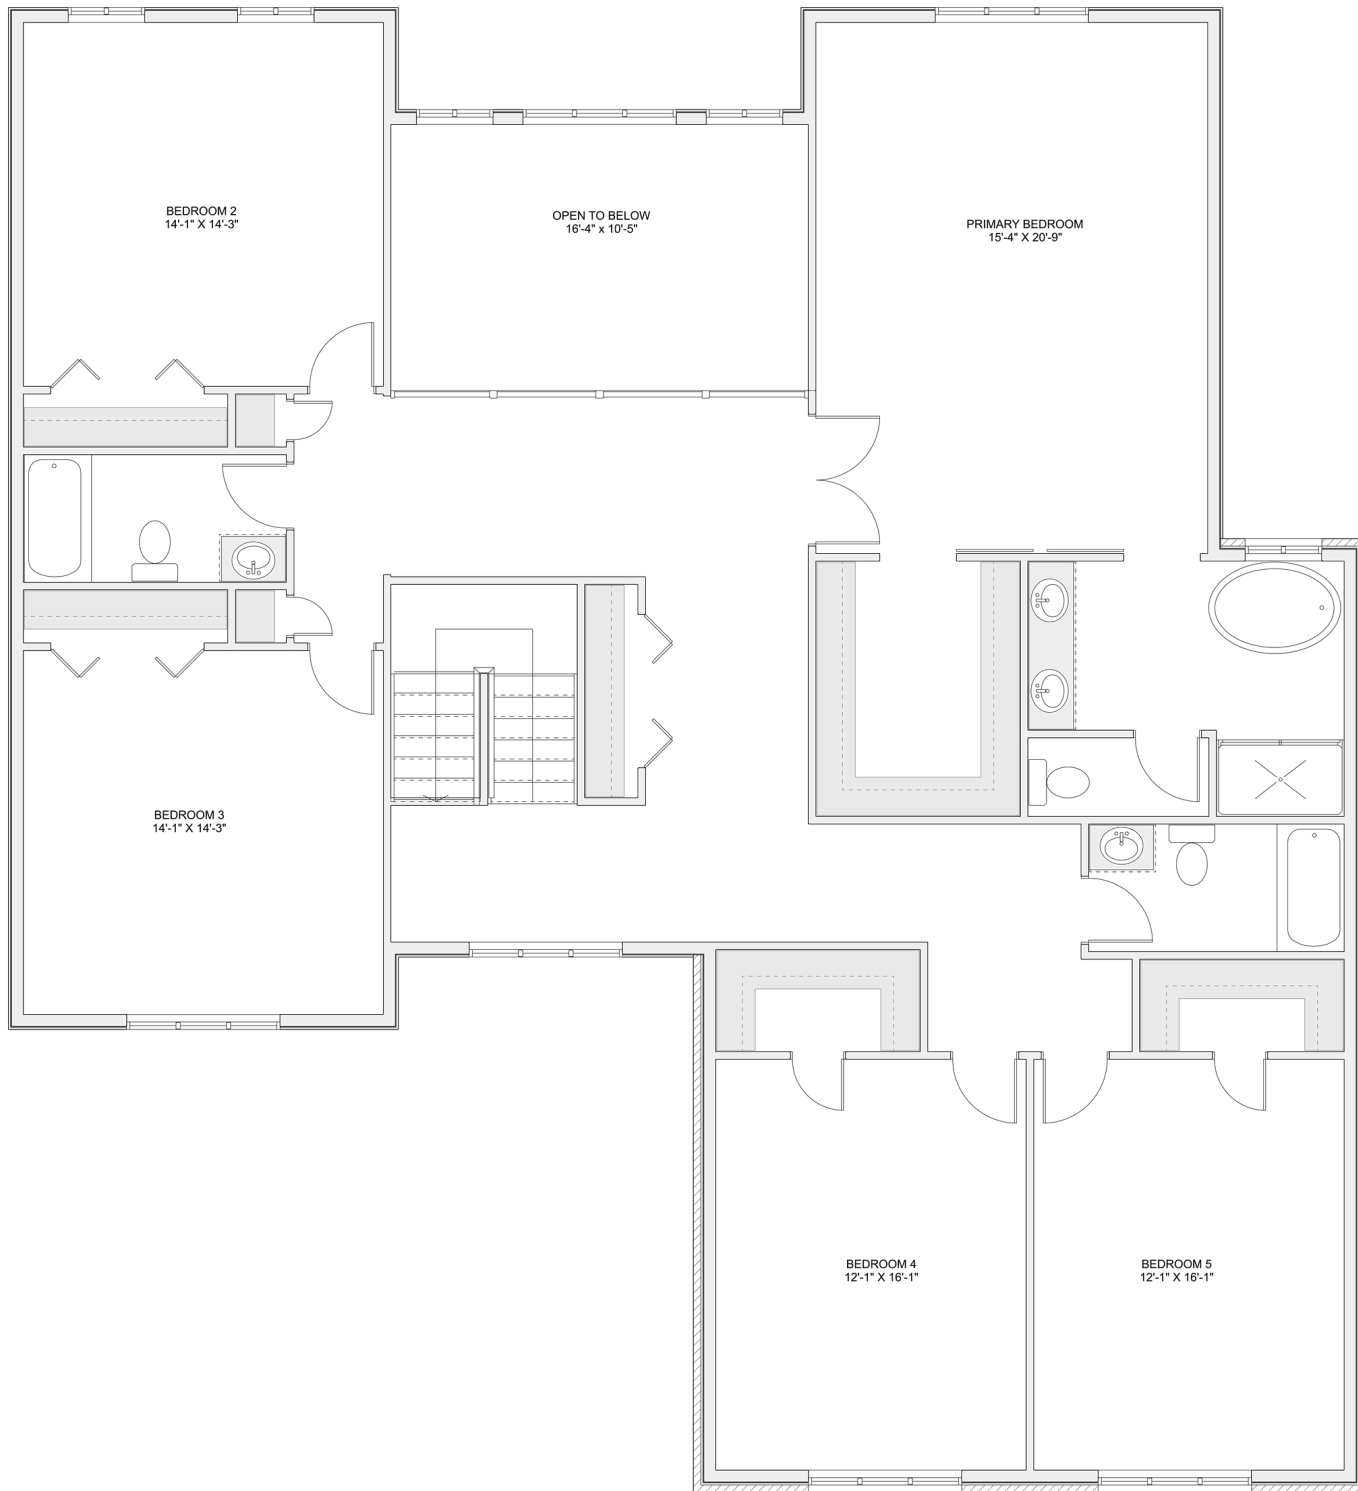 BEDROOM 2
14'-1" X 14'-3"
OPEN TO BELOW
16'-4" x 10'-5"
PRIMARY BEDROOM
15'-4" X 20'-9"
BEDROOM 3
14'-1" X 14'-3"
BEDROOM 4
12'-1" X 16'-1"
BEDROOM 5
12'-1" X 16'-1"